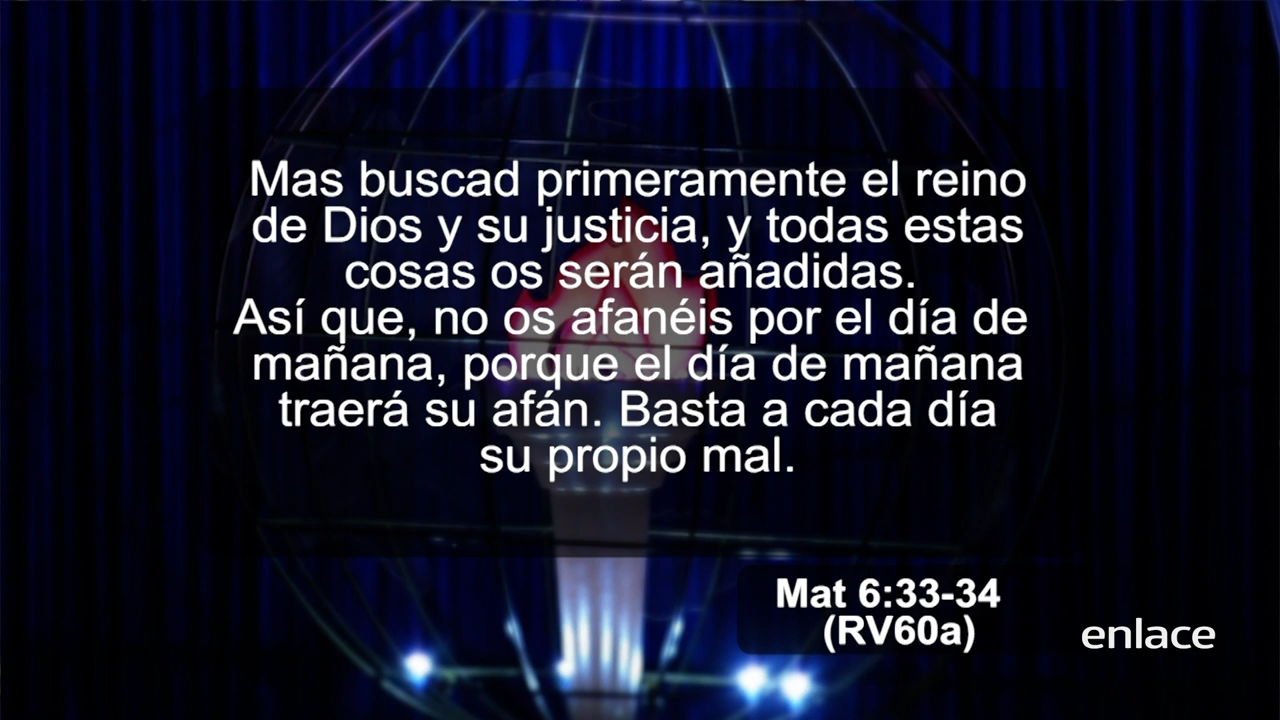 Mas buscad primeramente el reino
de Dios y su justicia, y todas estas
cosas os serán añadidas.
Así que, no os afanéis por el día de
mañana, porque el día de mañana
traerá su afán. Basta a cada día
su propio mal.
Mat 6:33-34
(RV60a)
enlace